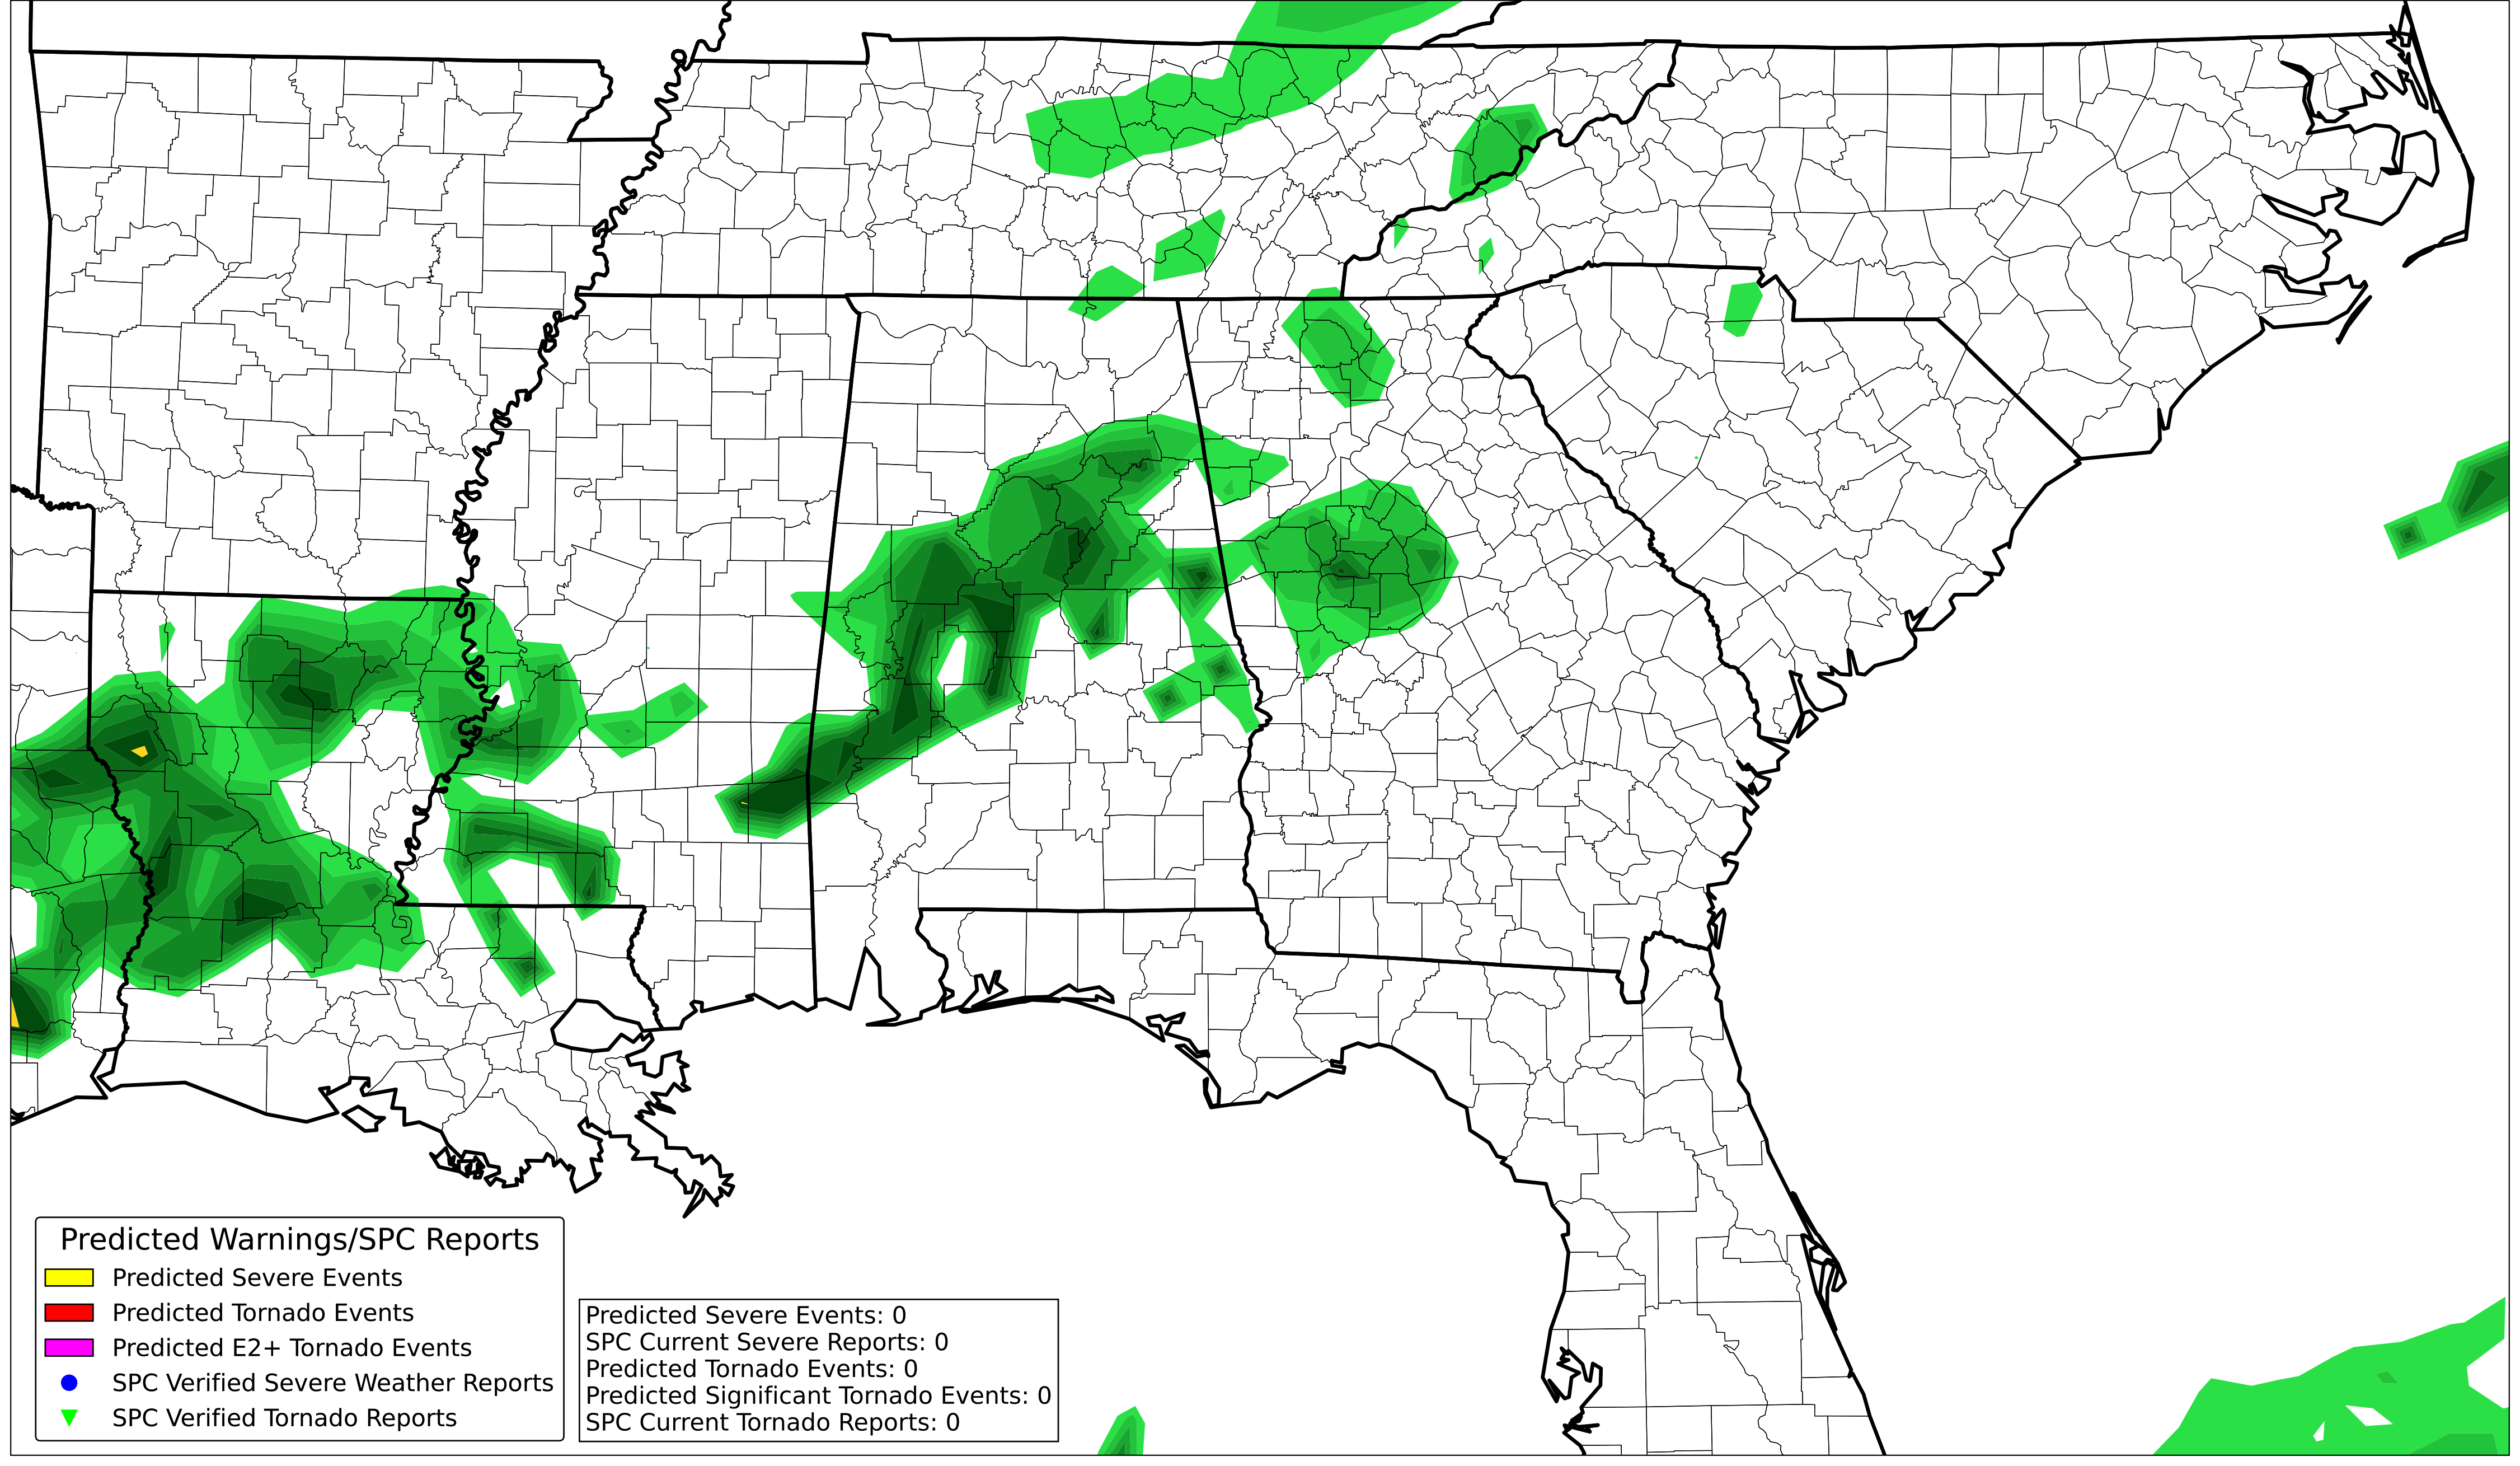 Predicted Warnings/SPC Reports
Predicted Severe Events
Predicted Tornado Events
Predicted E2+ Tornado Events
SPC Verified Severe Weather Reports
SPC Verified Tornado Reports
Predicted Severe Events: 0
SPC Current Severe Reports: 0
Predicted Tornado Events: 0
Predicted Significant Tornado Events: 0
SPC Current Tornado Reports: 0